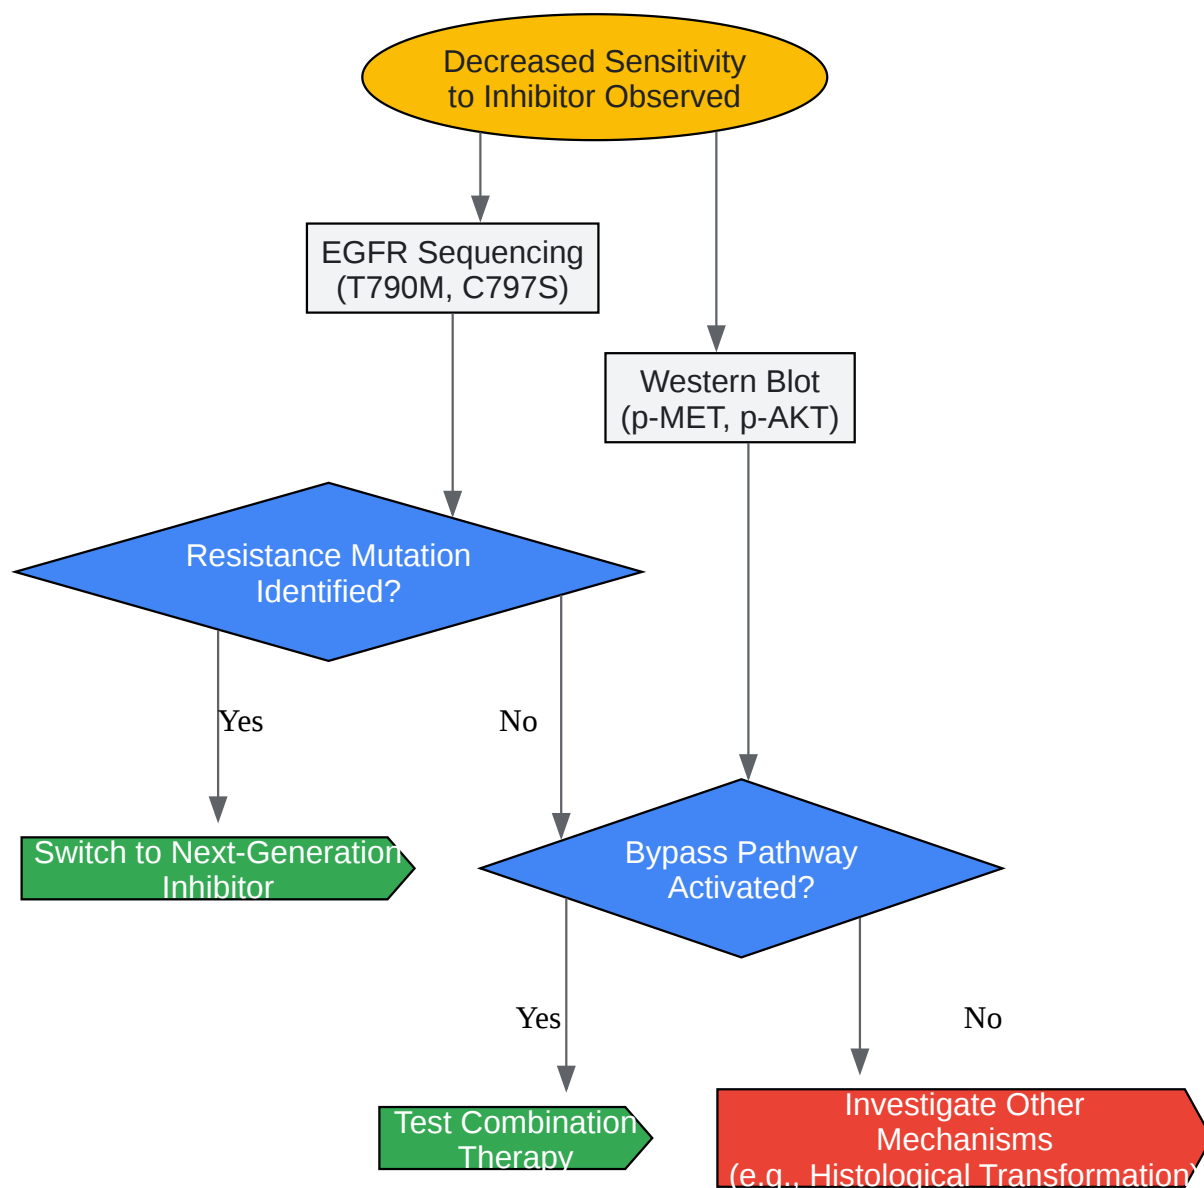 Decreased Sensitivity
to Inhibitor Observed
EGFR Sequencing
(T790M, C797S)
Western Blot
(p-MET, p-AKT)
Resistance Mutation
Identified?
Yes
No
Switch to Next-Generation
Inhibitor
Bypass Pathway
Activated?
Yes
No
Test Combination
Therapy
Investigate Other
Mechanisms
(e.g., Histological Transformation)